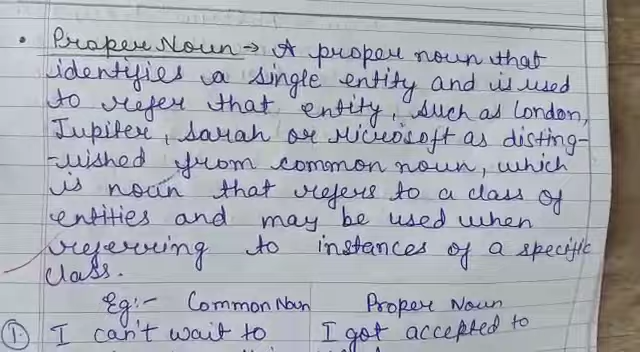 • Proper Noun → A proper noun that
identifies a single entity and is used
to refer that entity, such as London,
Jupiter, Sarah or Microsoft as disting-
-uished from common noun, which
is noun that refers to a class of
entities and may be used when
referring to instances of a specific
class.
Eg:- Common Noun Proper Noun
1. I can't wait to I got accepted to